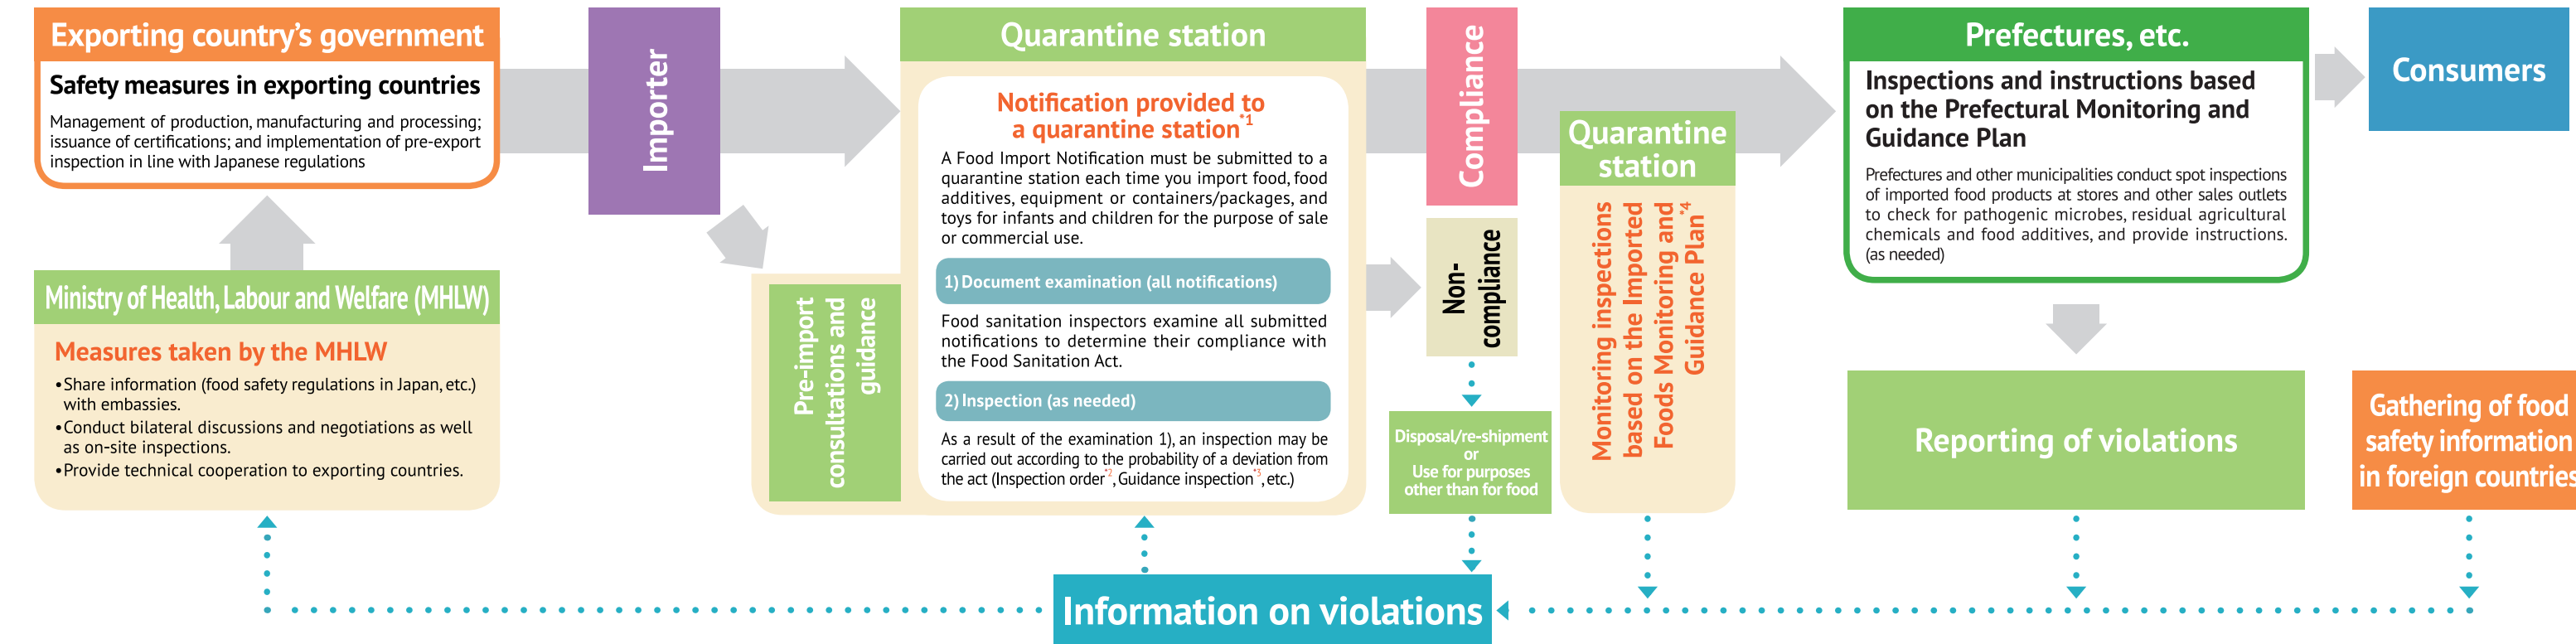 Exporting country's government
Safety measures in exporting countries
Management of production, manufacturing and processing;
issuance of certifications; and implementation of pre-export
inspection in line with Japanese regulations
Ministry of Health, Labour and Welfare (MHLW)
Measures taken by the MHLW
•Share information (food safety regulations in Japan, etc.)
with embassies.
•Conduct bilateral discussions and negotiations as well
as on-site inspections.
•Provide technical cooperation to exporting countries.
Importer
Pre-import
consultations and
guidance
Quarantine station
Notification provided to
a quarantine station*1
A Food Import Notification must be submitted to a
quarantine station each time you import food, food
additives, equipment or containers/packages, and
toys for infants and children for the purpose of sale
or commercial use.
1) Document examination (all notifications)
Food sanitation inspectors examine all submitted
notifications to determine their compliance with
the Food Sanitation Act.
2) Inspection (as needed)
As a result of the examination 1), an inspection may be
carried out according to the probability of a deviation from
the act (Inspection order*2, Guidance inspection*3, etc.)
Compliance
Non-
compliance
Disposal/re-shipment
or
Use for purposes
other than for food
Quarantine
station
Monitoring inspections
based on the Imported
Foods Monitoring and
Guidance Plan*4
Prefectures, etc.
Inspections and instructions based
on the Prefectural Monitoring and
Guidance Plan
Prefectures and other municipalities conduct spot inspections
of imported food products at stores and other sales outlets
to check for pathogenic microbes, residual agricultural
chemicals and food additives, and provide instructions.
(as needed)
Consumers
Reporting of violations
Gathering of food
safety information
in foreign countries
Information on violations